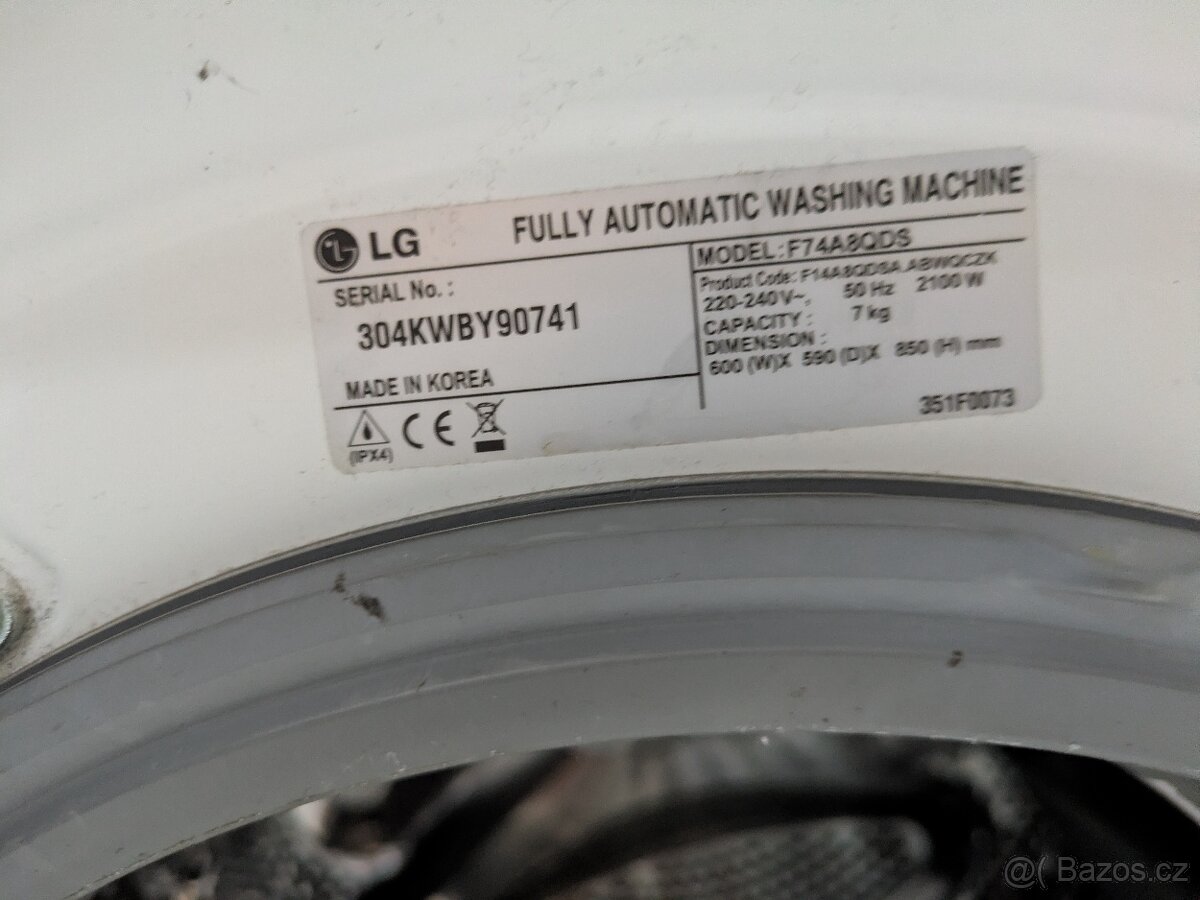 LG FULLY AUTOMATIC WASHING MACHINE
SERIAL No. :
304KWBY90741
MADE IN KOREA
(IPX4)
CE
MODEL : F74A8QDS
Product Code: F14A8QDSA.ABWQCZK
220-240V~, 50 Hz 2100 W
CAPACITY : 7 kg
DIMENSION :
600 (W)X 590 (D)X 850 (H) mm
351F0073
@( Bazos.cz